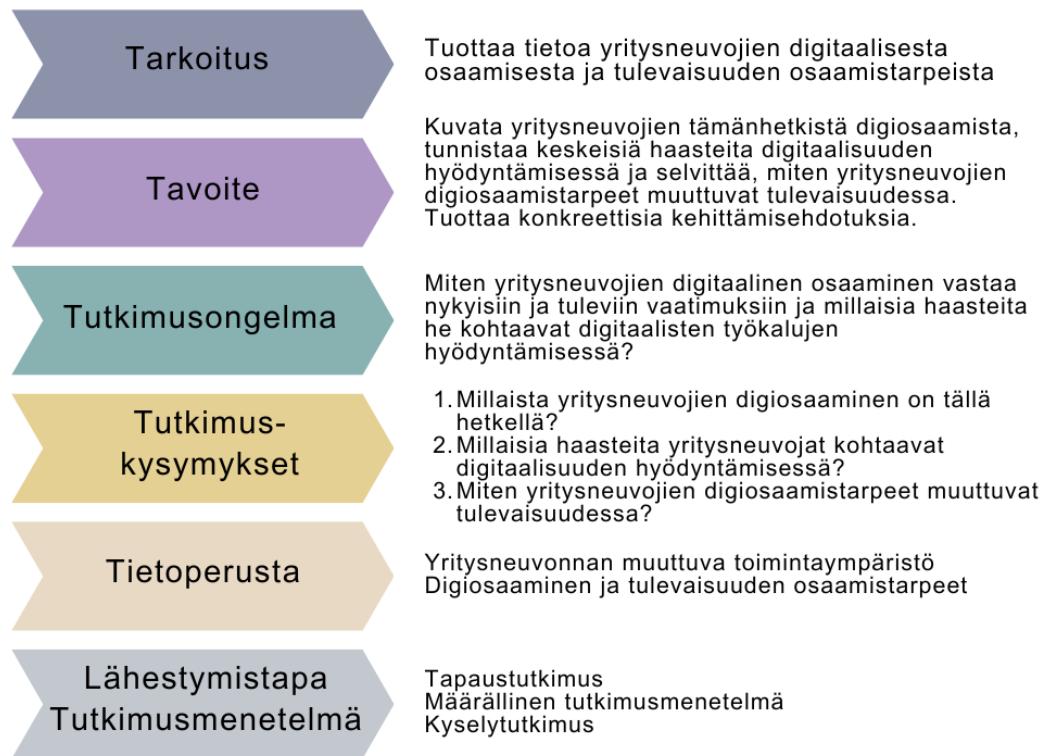 Tarkoitus
Tuottaa tietoa yritysneuvojien digitaalisesta
osaamisesta ja tulevaisuuden osaamistarpeista
Tavoite
Kuvata yritysneuvojien tämänhetkistä digiosaamista,
tunnistaa keskeisiä haasteita digitaalisuuden
hyödyntämisessä ja selvittää, miten yritysneuvojien
digiosaamistarpeet muuttuvat tulevaisuudessa.
Tuottaa konkreettisia kehittämisehdotuksia.
Tutkimusongelma
Miten yritysneuvojien digitaalinen osaaminen vastaa
nykyisiin ja tuleviin vaatimuksiin ja millaisia haasteita
he kohtaavat digitaalisten työkalujen
hyödyntämisessä?
Tutkimus-
kysymykset
1. Millaista yritysneuvojien digiosaaminen on tällä
hetkellä?
2. Millaisia haasteita yritysneuvojat kohtaavat
digitaalisuuden hyödyntämisessä?
3. Miten yritysneuvojien digiosaamistarpeet muuttuvat
tulevaisuudessa?
Tietoperusta
Yritysneuvonnan muuttuva toimintaympäristö
Digiosaaminen ja tulevaisuuden osaamistarpeet
Lähestymistapa
Tutkimusmenetelmä
Tapaustutkimus
Määrällinen tutkimusmenetelmä
Kyselytutkimus